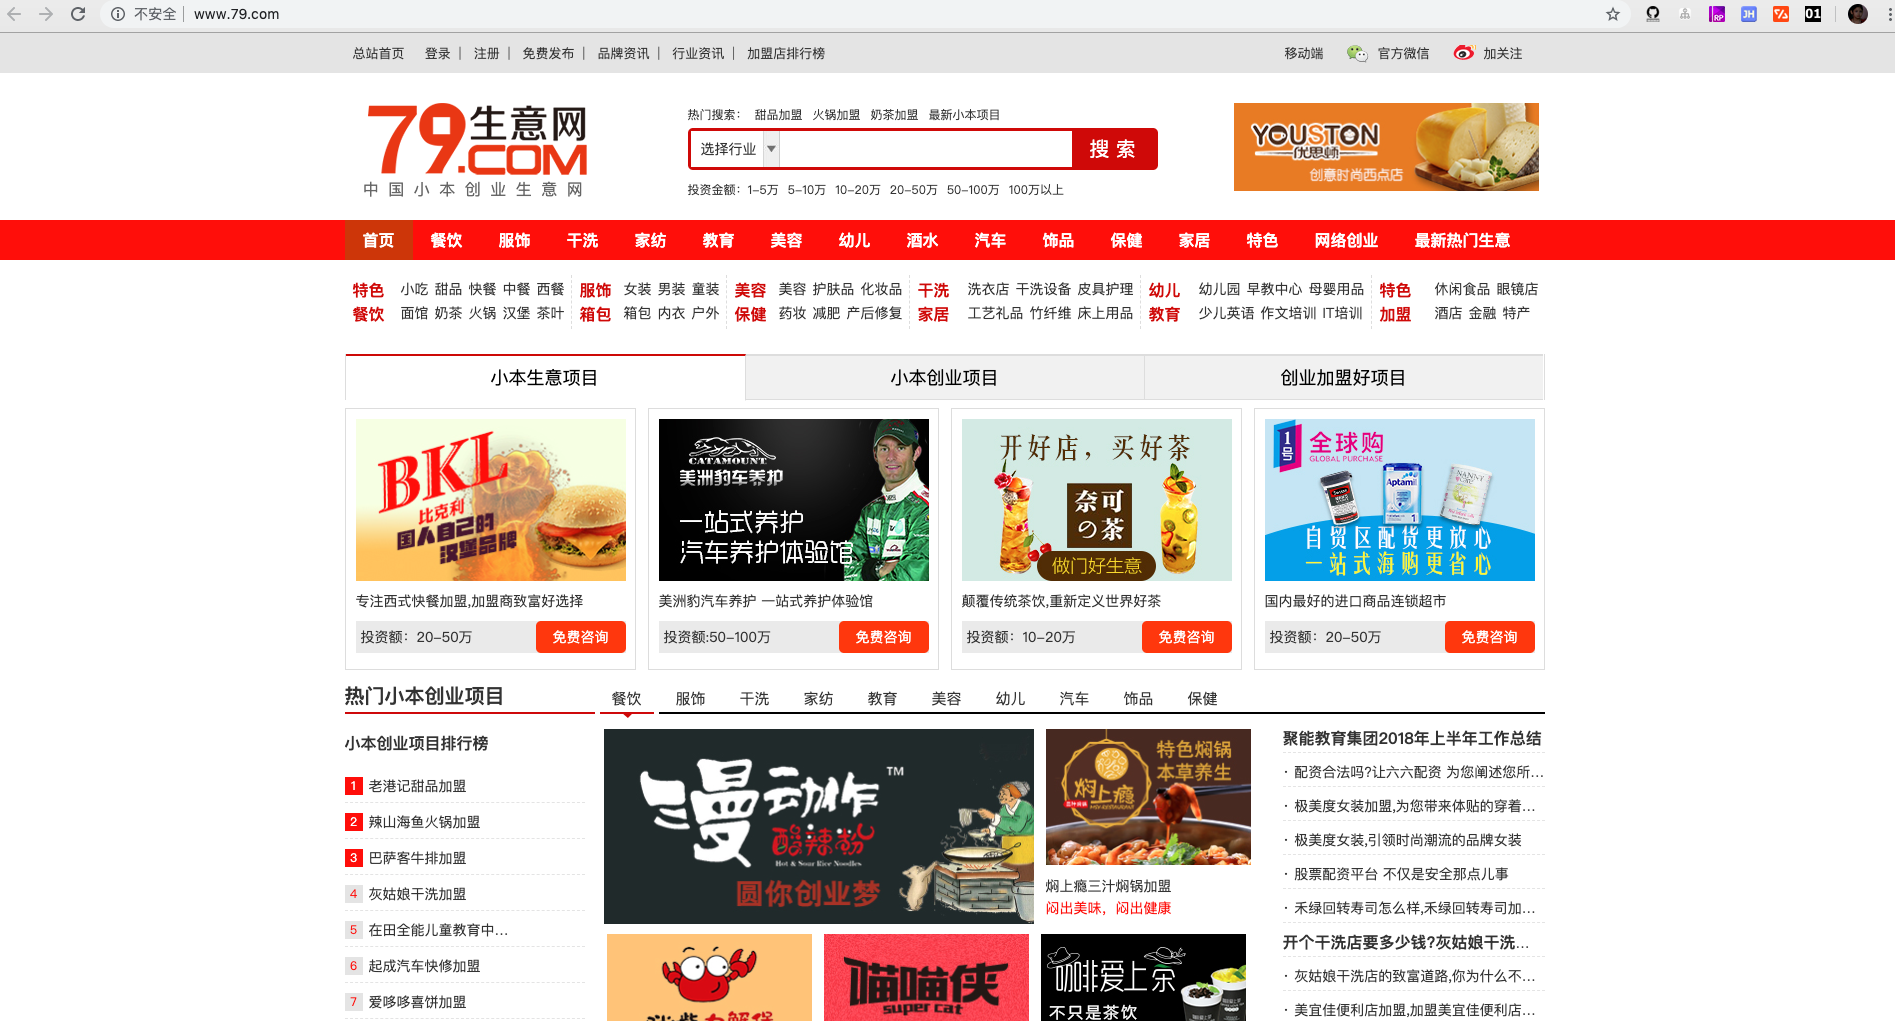 不安全 www.79.com
总站首页 登录 | 注册 | 免费发布 | 品牌资讯 | 行业资讯 | 加盟店排行榜 移动端 官方微信 加关注
79生意网.COM
中国小本创业生意网
热门搜索： 甜品加盟 火锅加盟 奶茶加盟 最新小本项目
选择行业 搜 索
投资金额：1-5万 5-10万 10-20万 20-50万 50-100万 100万以上
YOUSTON
优思顿
创意时尚西点店
首页 餐饮 服饰 干洗 家纺 教育 美容 幼儿 酒水 汽车 饰品 保健 家居 特色 网络创业 最新热门生意
特色 小吃 甜品 快餐 中餐 西餐 服饰 女装 男装 童装 美容 美容 护肤品 化妆品 干洗 洗衣店 干洗设备 皮具护理 幼儿 幼儿园 早教中心 母婴用品 特色 休闲食品 眼镜店
餐饮 面馆 奶茶 火锅 汉堡 茶叶 箱包 箱包 内衣 户外 保健 药妆 减肥 产后修复 家居 工艺礼品 竹纤维 床上用品 教育 少儿英语 作文培训 IT培训 加盟 酒店 金融 特产
小本生意项目 小本创业项目 创业加盟好项目
BKL
比克利
国人自己的
汉堡品牌
专注西式快餐加盟,加盟商致富好选择
投资额：20-50万 免费咨询
CATAMOUNT
美洲豹车养护
一站式养护
汽车养护体验馆
美洲豹汽车养护 一站式养护体验馆
投资额:50-100万 免费咨询
开好店，买好茶
奈可
の茶
做门好生意
颠覆传统茶饮,重新定义世界好茶
投资额：10-20万 免费咨询
1号
全球购
GLOBAL PURCHASE
Aptamil
NANNY
自贸区配货更放心
一站式海购更省心
国内最好的进口商品连锁超市
投资额：20-50万 免费咨询
热门小本创业项目 餐饮 服饰 干洗 家纺 教育 美容 幼儿 汽车 饰品 保健
小本创业项目排行榜
1 老港记甜品加盟
2 辣山海鱼火锅加盟
3 巴萨客牛排加盟
4 灰姑娘干洗加盟
5 在田全能儿童教育中...
6 起成汽车快修加盟
7 爱哆哆喜饼加盟
漫动作 TM
酸辣粉
Hot & Sour Rice Noodles
圆你创业梦
特色焖锅
本草养生
焖上瘾
焖上瘾三汁焖锅加盟
焖出美味，焖出健康
喵喵侠
super cat
咖啡爱上茶
不只是茶饮
聚能教育集团2018年上半年工作总结
· 配资合法吗?让六六配资 为您阐述您所...
· 极美度女装加盟,为您带来体贴的穿着...
· 极美度女装,引领时尚潮流的品牌女装
· 股票配资平台 不仅是安全那点儿事
· 禾绿回转寿司怎么样,禾绿回转寿司加...
开个干洗店要多少钱?灰姑娘干洗...
· 灰姑娘干洗店的致富道路,你为什么不...
· 美宜佳便利店加盟,加盟美宜佳便利店...